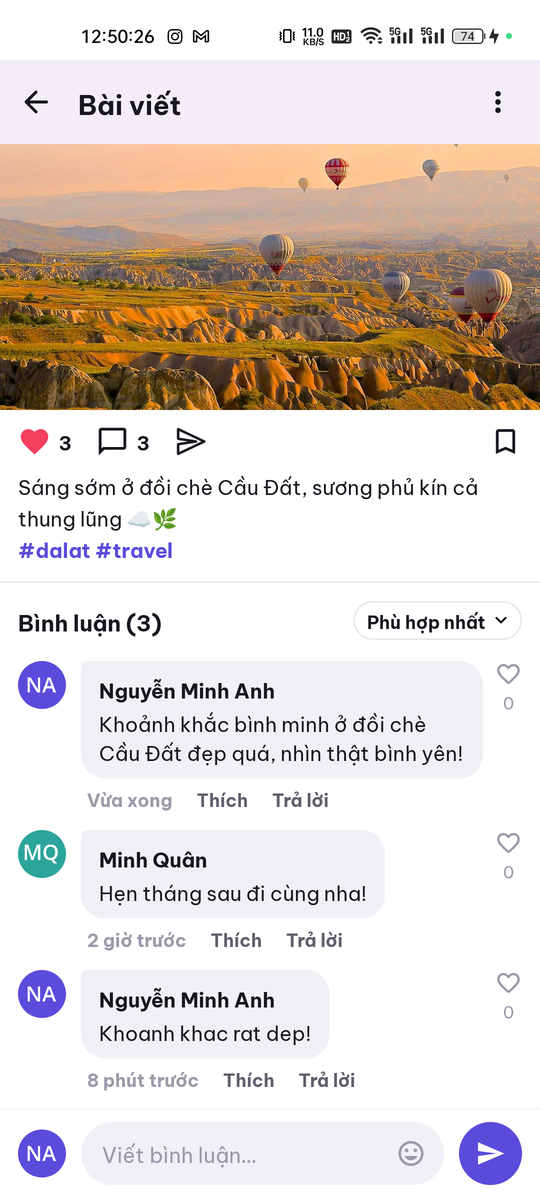 12:50:26 11.0 KB/S HD 5G 5G 74
Bài viết
3 3
Sáng sớm ở đồi chè Cầu Đất, sương phủ kín cả
thung lũng ☁️🌿
#dalat #travel
Bình luận (3) Phù hợp nhất
NA Nguyễn Minh Anh
Khoảnh khắc bình minh ở đồi chè
Cầu Đất đẹp quá, nhìn thật bình yên!
0
Vừa xong Thích Trả lời
MQ Minh Quân
Hẹn tháng sau đi cùng nha!
0
2 giờ trước Thích Trả lời
NA Nguyễn Minh Anh
Khoanh khac rat dep!
0
8 phút trước Thích Trả lời
NA Viết bình luận...